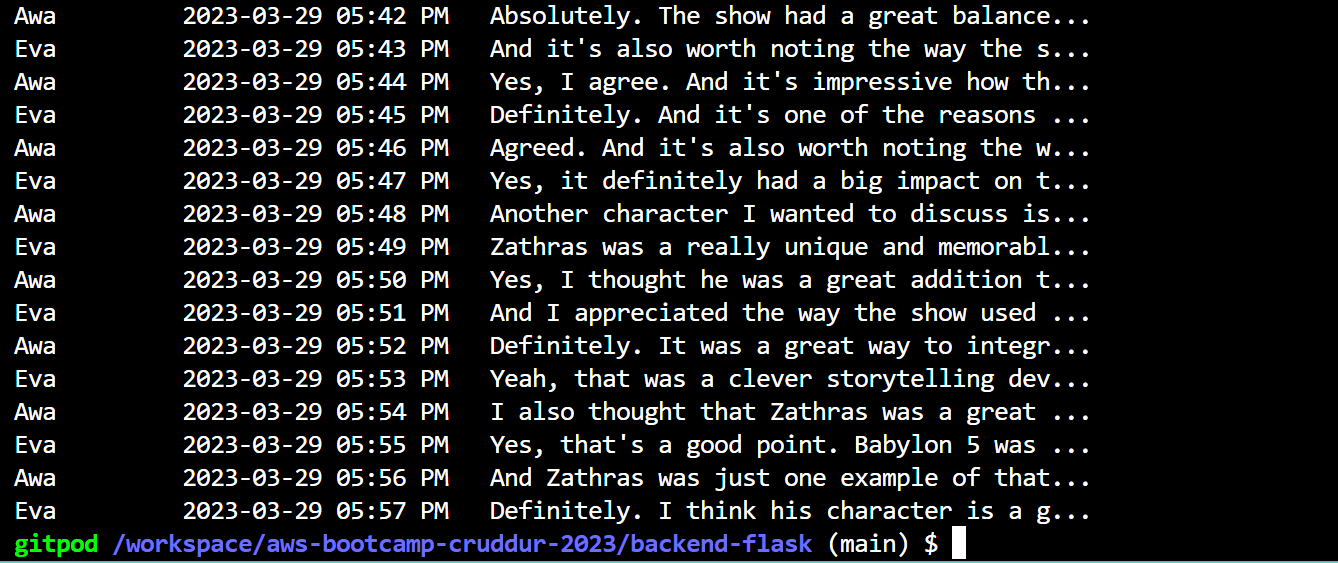 Awa 2023-03-29 05:42 PM Absolutely. The show had a great balance...
Eva 2023-03-29 05:43 PM And it's also worth noting the way the s...
Awa 2023-03-29 05:44 PM Yes, I agree. And it's impressive how th...
Eva 2023-03-29 05:45 PM Definitely. And it's one of the reasons ...
Awa 2023-03-29 05:46 PM Agreed. And it's also worth noting the w...
Eva 2023-03-29 05:47 PM Yes, it definitely had a big impact on t...
Awa 2023-03-29 05:48 PM Another character I wanted to discuss is...
Eva 2023-03-29 05:49 PM Zathras was a really unique and memorabl...
Awa 2023-03-29 05:50 PM Yes, I thought he was a great addition t...
Eva 2023-03-29 05:51 PM And I appreciated the way the show used ...
Awa 2023-03-29 05:52 PM Definitely. It was a great way to integr...
Eva 2023-03-29 05:53 PM Yeah, that was a clever storytelling dev...
Awa 2023-03-29 05:54 PM I also thought that Zathras was a great ...
Eva 2023-03-29 05:55 PM Yes, that's a good point. Babylon 5 was ...
Awa 2023-03-29 05:56 PM And Zathras was just one example of that...
Eva 2023-03-29 05:57 PM Definitely. I think his character is a g...
gitpod /workspace/aws-bootcamp-cruddur-2023/backend-flask (main) $